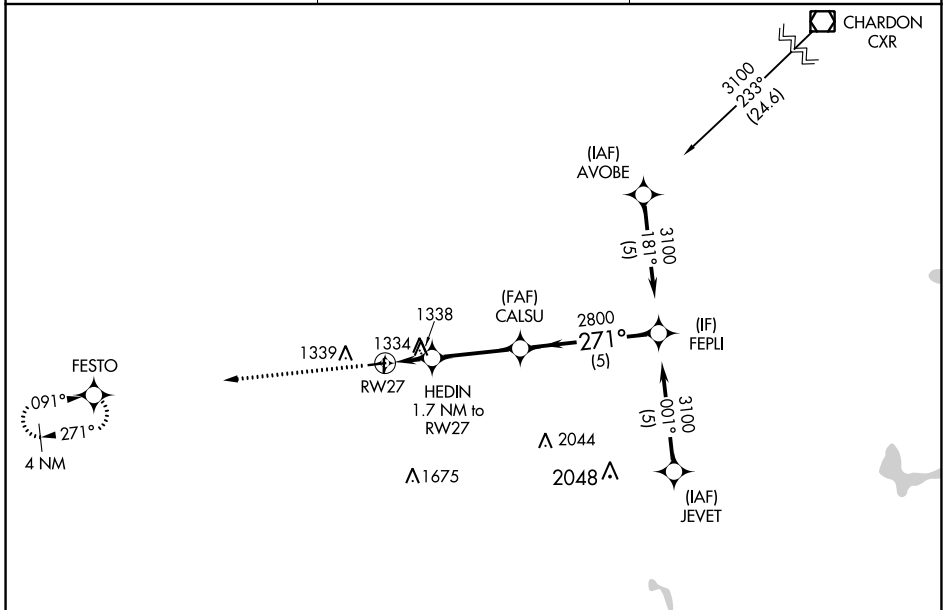 CHARDON
CXR
3100
233°
(24.6)
(IAF)
AVOBE
3100
181°
(5)
(FAF)
CALSU
2800
271°
(5)
(IF)
FEPLI
1338
1334
1339
RW27
HEDIN
1.7 NM to
RW27
FESTO
091°
271°
4 NM
3100
001°
(5)
2044
2048
1675
(IAF)
JEVET